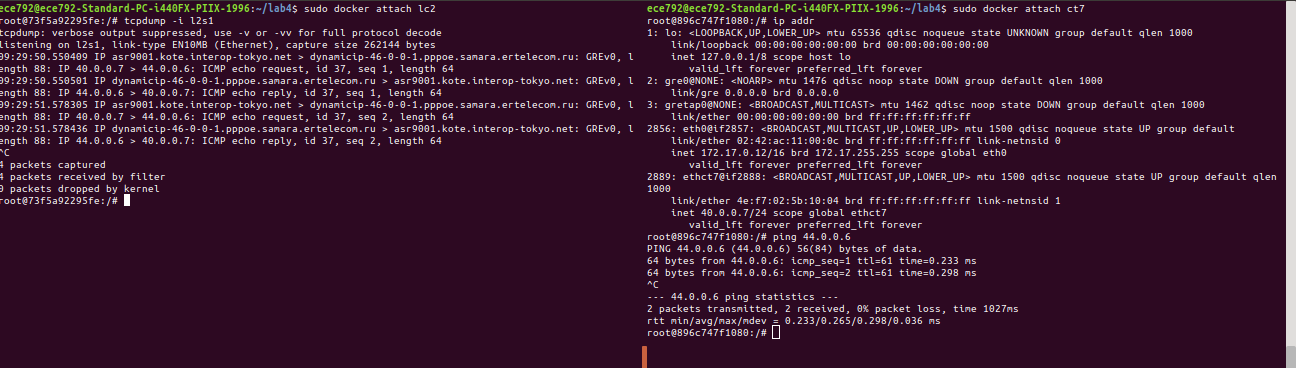 ece792@ece792-Standard-PC-i440FX-PIIX-1996:~/lab4$ sudo docker attach lc2
root@73f5a92295fe:/# tcpdump -i l2s1
tcpdump: verbose output suppressed, use -v or -vv for full protocol decode
listening on l2s1, link-type EN10MB (Ethernet), capture size 262144 bytes
09:29:50.550409 IP asr9001.kote.interop-tokyo.net > dynamicip-46-0-0-1.pppoe.samara.ertelecom.ru: GREv0, l
ength 88: IP 40.0.0.7 > 44.0.0.6: ICMP echo request, id 37, seq 1, length 64
09:29:50.550501 IP dynamicip-46-0-0-1.pppoe.samara.ertelecom.ru > asr9001.kote.interop-tokyo.net: GREv0, l
ength 88: IP 44.0.0.6 > 40.0.0.7: ICMP echo reply, id 37, seq 1, length 64
09:29:51.578305 IP asr9001.kote.interop-tokyo.net > dynamicip-46-0-0-1.pppoe.samara.ertelecom.ru: GREv0, l
ength 88: IP 40.0.0.7 > 44.0.0.6: ICMP echo request, id 37, seq 2, length 64
09:29:51.578436 IP dynamicip-46-0-0-1.pppoe.samara.ertelecom.ru > asr9001.kote.interop-tokyo.net: GREv0, l
ength 88: IP 44.0.0.6 > 40.0.0.7: ICMP echo reply, id 37, seq 2, length 64
^C
4 packets captured
4 packets received by filter
0 packets dropped by kernel
root@73f5a92295fe:/#
ece792@ece792-Standard-PC-i440FX-PIIX-1996:~/lab4$ sudo docker attach ct7
root@896c747f1080:/# ip addr
1: lo: <LOOPBACK,UP,LOWER_UP> mtu 65536 qdisc noqueue state UNKNOWN group default qlen 1000
link/loopback 00:00:00:00:00:00 brd 00:00:00:00:00:00
inet 127.0.0.1/8 scope host lo
valid_lft forever preferred_lft forever
2: gre0@NONE: <NOARP> mtu 1476 qdisc noop state DOWN group default qlen 1000
link/gre 0.0.0.0 brd 0.0.0.0
3: gretap0@NONE: <BROADCAST,MULTICAST> mtu 1462 qdisc noop state DOWN group default qlen 1000
link/ether 00:00:00:00:00:00 brd ff:ff:ff:ff:ff:ff
2856: eth0@if2857: <BROADCAST,MULTICAST,UP,LOWER_UP> mtu 1500 qdisc noqueue state UP group default
link/ether 02:42:ac:11:00:0c brd ff:ff:ff:ff:ff:ff link-netnsid 0
inet 172.17.0.12/16 brd 172.17.255.255 scope global eth0
valid_lft forever preferred_lft forever
2889: ethct7@if2888: <BROADCAST,MULTICAST,UP,LOWER_UP> mtu 1500 qdisc noqueue state UP group default qlen
1000
link/ether 4e:f7:02:5b:10:04 brd ff:ff:ff:ff:ff:ff link-netnsid 1
inet 40.0.0.7/24 scope global ethct7
valid_lft forever preferred_lft forever
root@896c747f1080:/# ping 44.0.0.6
PING 44.0.0.6 (44.0.0.6) 56(84) bytes of data.
64 bytes from 44.0.0.6: icmp_seq=1 ttl=61 time=0.233 ms
64 bytes from 44.0.0.6: icmp_seq=2 ttl=61 time=0.298 ms
^C
--- 44.0.0.6 ping statistics ---
2 packets transmitted, 2 received, 0% packet loss, time 1027ms
rtt min/avg/max/mdev = 0.233/0.265/0.298/0.036 ms
root@896c747f1080:/#